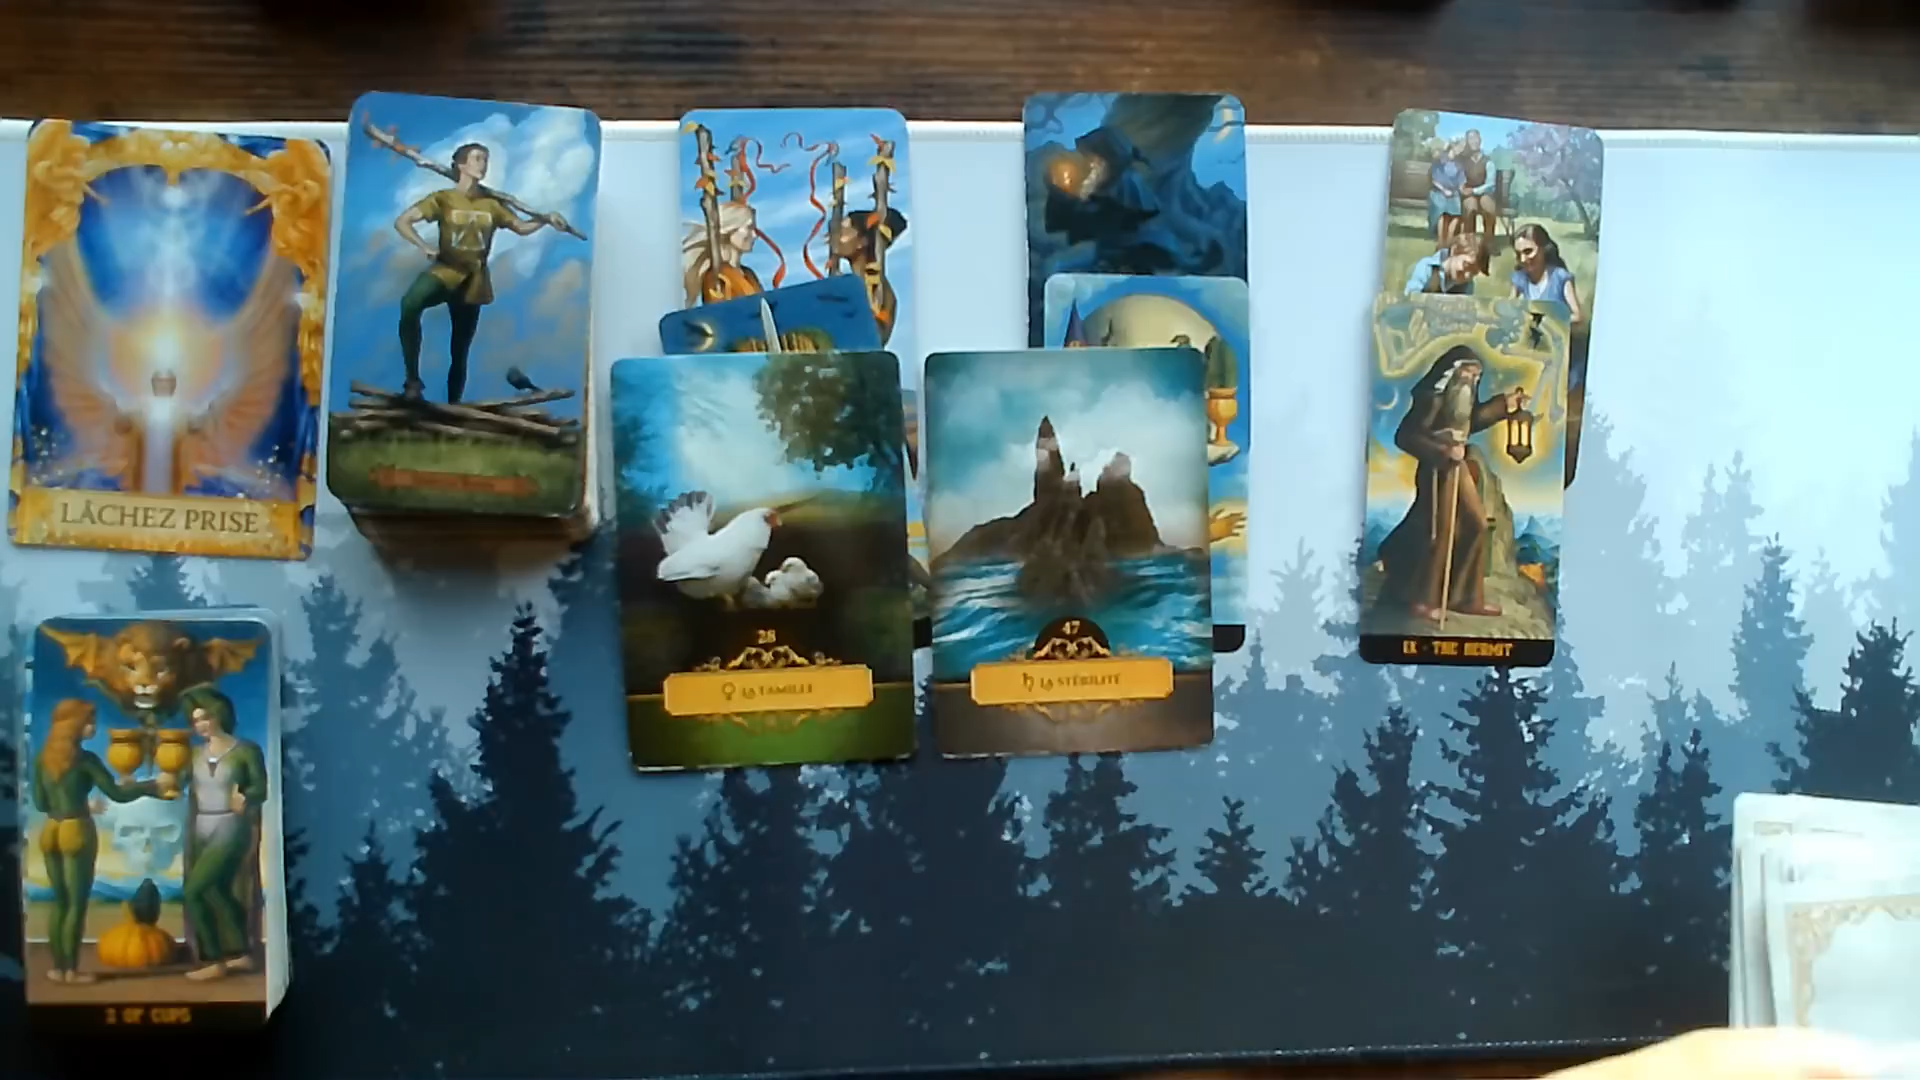 LÂCHEZ PRISE
28
♀ LA FAMILLE
47
♄ LA STÉRILITÉ
IX - THE HERMIT
2 OF CUPS